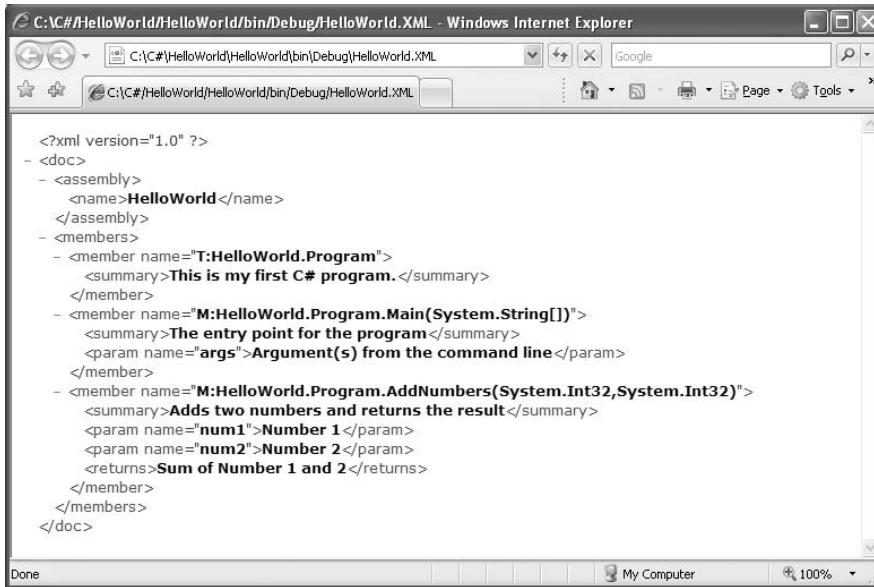 C:\C#/HelloWorld/HelloWorld/bin/Debug/HelloWorld.XML - Windows Internet Explorer
C:\C#\HelloWorld\HelloWorld\bin\Debug\HelloWorld.XML
Google
C:\C#/HelloWorld/HelloWorld/bin/Debug/HelloWorld.XML
Page
Tools
»
<?xml version="1.0" ?>
- <doc>
- <assembly>
<name>HelloWorld</name>
</assembly>
- <members>
- <member name="T:HelloWorld.Program">
<summary>This is my first C# program.</summary>
</member>
- <member name="M:HelloWorld.Program.Main(System.String[])">
<summary>The entry point for the program</summary>
<param name="args">Argument(s) from the command line</param>
</member>
- <member name="M:HelloWorld.Program.AddNumbers(System.Int32,System.Int32)">
<summary>Adds two numbers and returns the result</summary>
<param name="num1">Number 1</param>
<param name="num2">Number 2</param>
<returns>Sum of Number 1 and 2</returns>
</member>
</members>
</doc>
Done
My Computer
100%